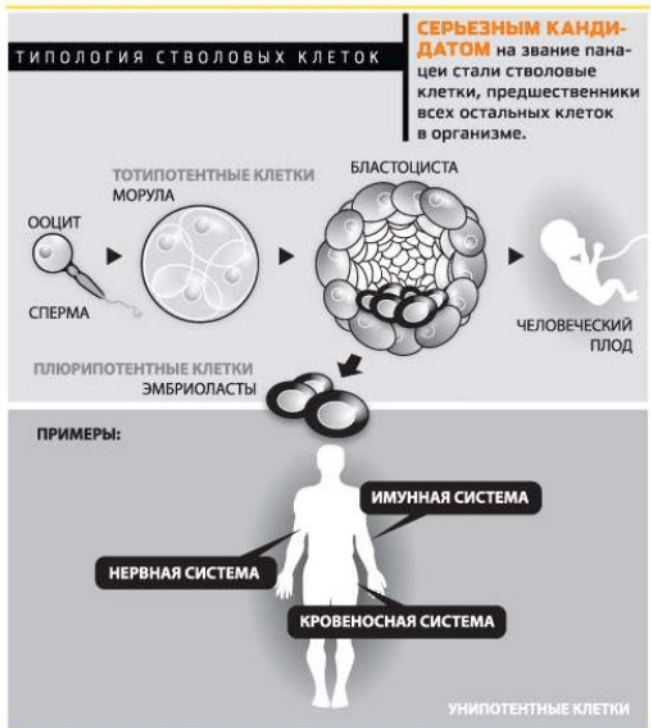 ТИПОЛОГИЯ СТВОЛОВЫХ КЛЕТОК
СЕРЬЕЗНЫМ КАНДИ-
ДАТОМ на звание пана-
цеи стали стволовые
клетки, предшественники
всех остальных клеток
в организме.
ТОТИПОТЕНТНЫЕ КЛЕТКИ
МОРУЛА
БЛАСТОЦИСТА
ООЦИТ
СПЕРМА
ЧЕЛОВЕЧЕСКИЙ
ПЛОД
ПЛЮРИПОТЕНТНЫЕ КЛЕТКИ
ЭМБРИОЛАСТЫ
ПРИМЕРЫ:
ИМУННАЯ СИСТЕМА
НЕРВНАЯ СИСТЕМА
КРОВЕНОСНАЯ СИСТЕМА
УНИПОТЕНТНЫЕ КЛЕТКИ